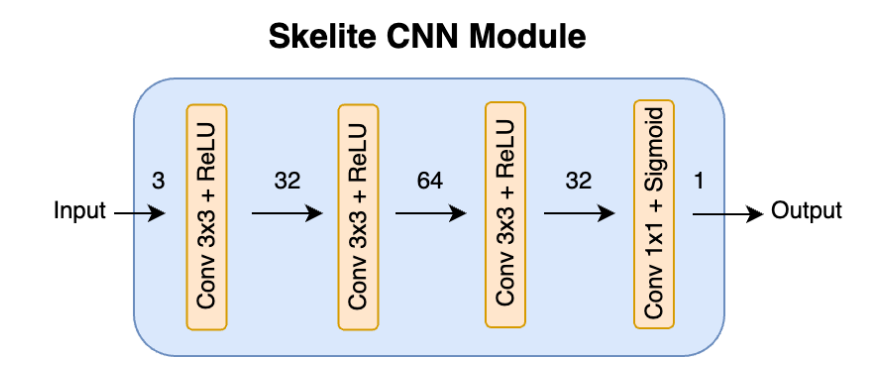 Skelite CNN Module
Input
3
Conv 3x3 + ReLU
32
Conv 3x3 + ReLU
64
Conv 3x3 + ReLU
32
Conv 1x1 + Sigmoid
1
Output